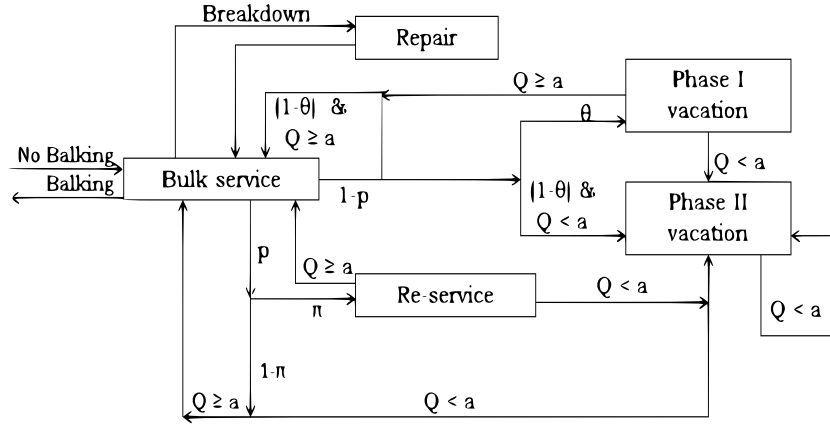 Breakdown
Repair
Q ≥ a
Phase I
vacation
(1-θ) &
Q ≥ a
θ
No Balking
Balking
Bulk service
1-p
Q < a
(1-θ) &
Q < a
Phase II
vacation
p
Q ≥ a
Re-service
Q < a
Q < a
π
1-π
Q ≥ a
Q < a